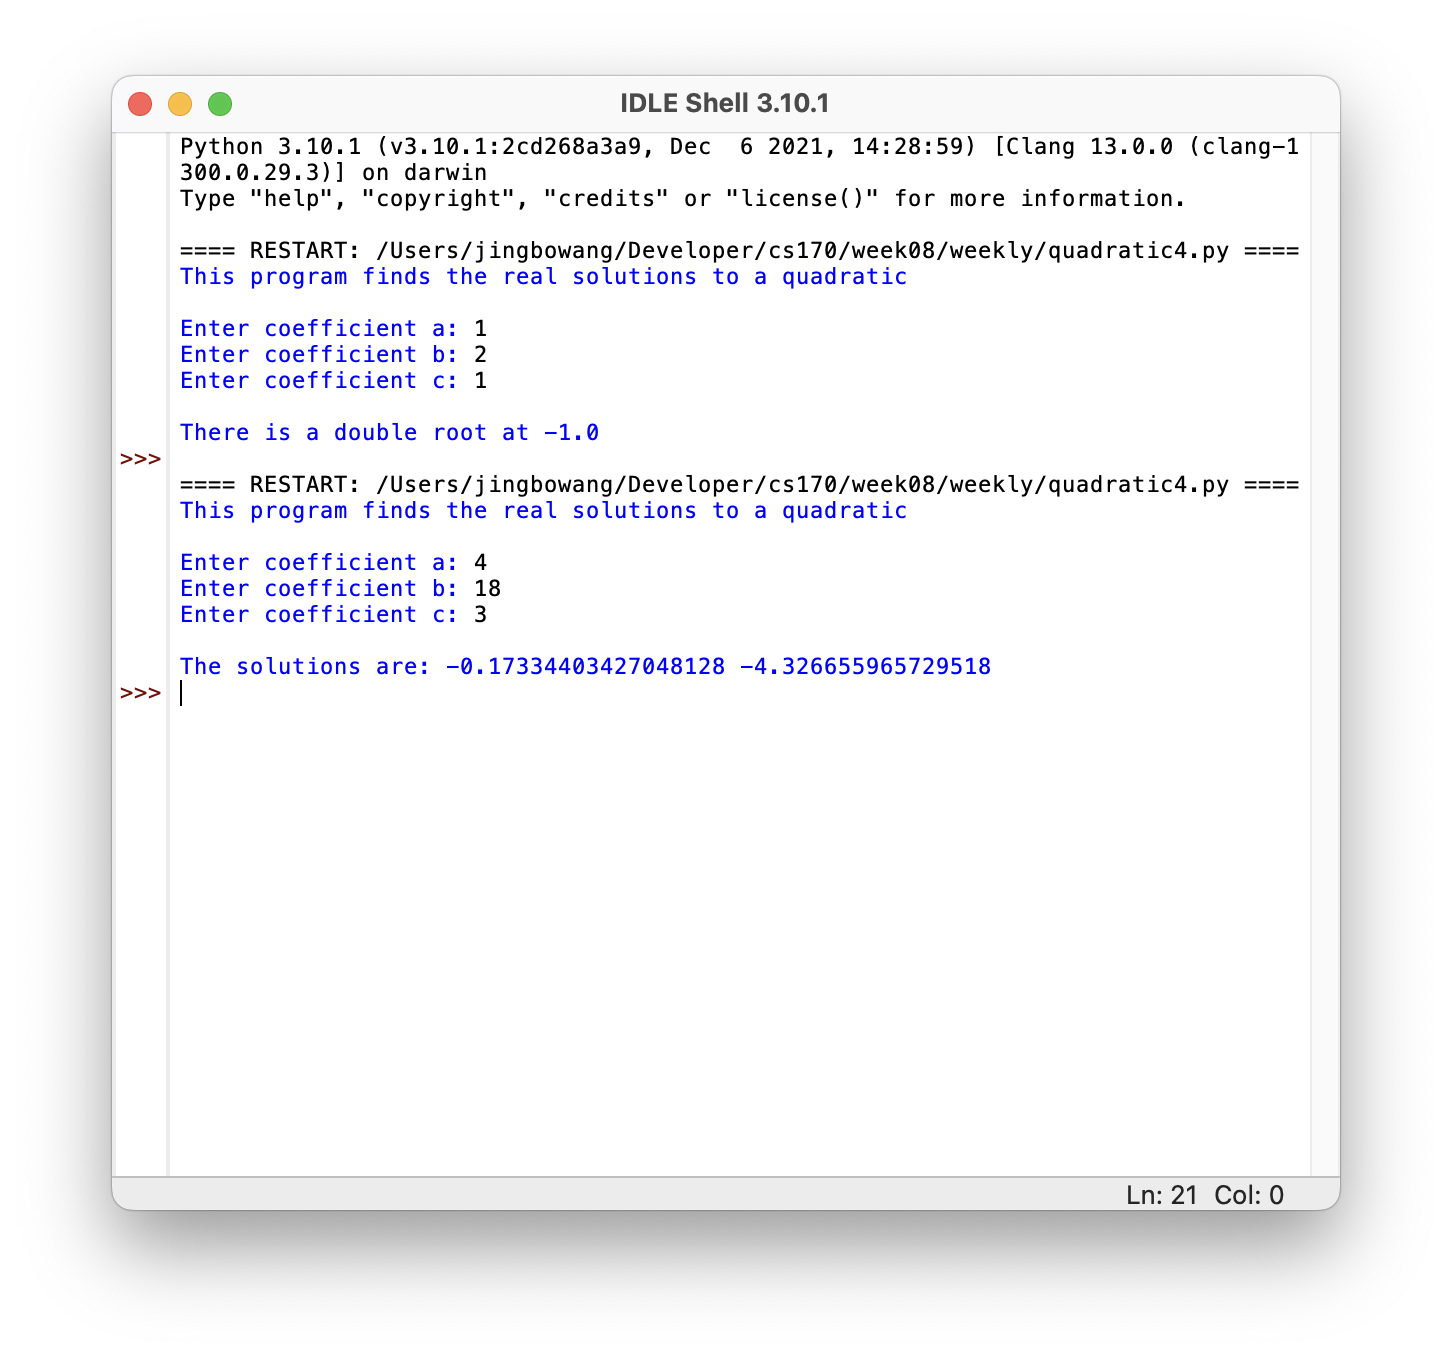 IDLE Shell 3.10.1
Python 3.10.1 (v3.10.1:2cd268a3a9, Dec  6 2021, 14:28:59) [Clang 13.0.0 (clang-1
300.0.29.3)] on darwin
Type "help", "copyright", "credits" or "license()" for more information.
==== RESTART: /Users/jingbowang/Developer/cs170/week08/weekly/quadratic4.py ====
This program finds the real solutions to a quadratic
Enter coefficient a: 1
Enter coefficient b: 2
Enter coefficient c: 1
There is a double root at -1.0
>>>
==== RESTART: /Users/jingbowang/Developer/cs170/week08/weekly/quadratic4.py ====
This program finds the real solutions to a quadratic
Enter coefficient a: 4
Enter coefficient b: 18
Enter coefficient c: 3
The solutions are: -0.17334403427048128 -4.326655965729518
>>>
Ln: 21 Col: 0